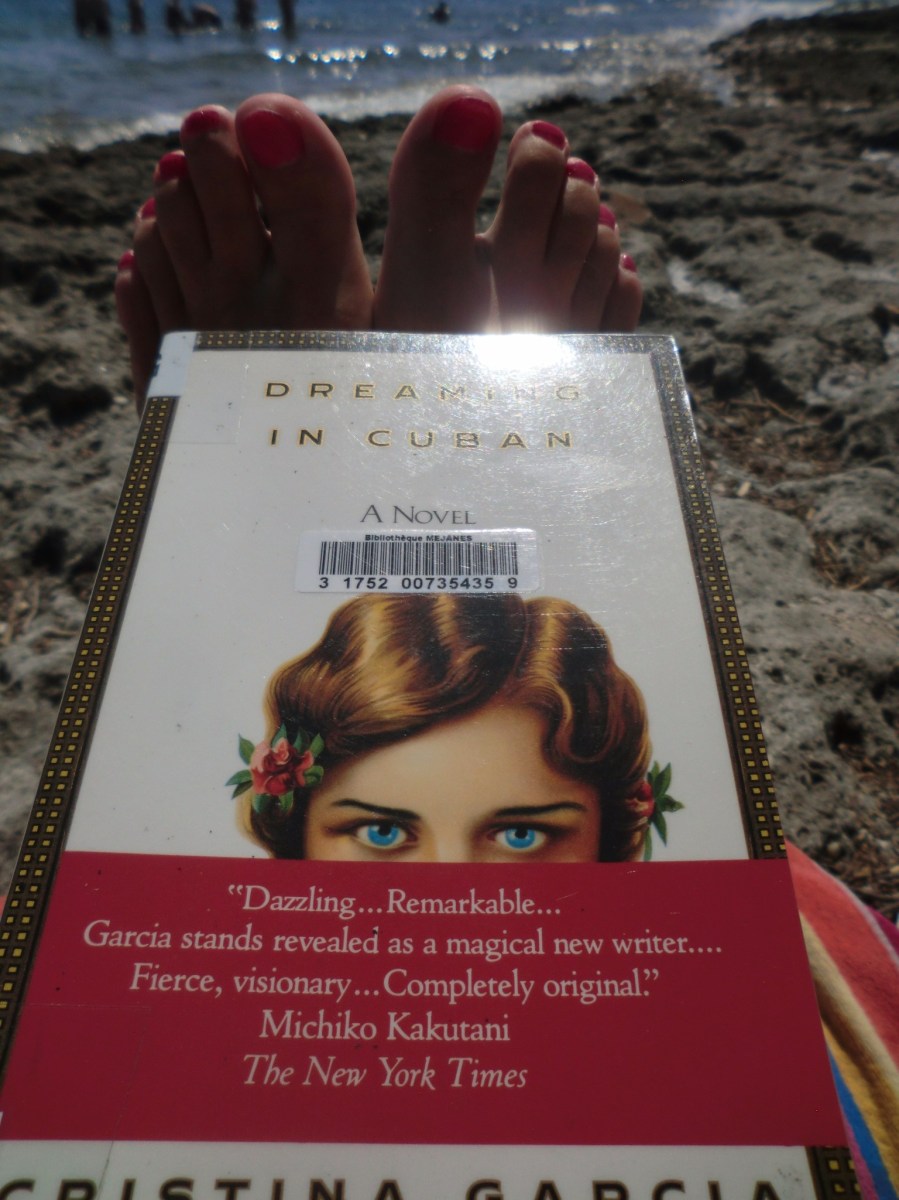 DREAMING
IN CUBAN
A NOVEL
Bibliothèque MEJANES
3 1752 00735435 9
“Dazzling...Remarkable...
Garcia stands revealed as a magical new writer....
Fierce, visionary...Completely original.”
Michiko Kakutani
The New York Times
CRISTINA GARCIA